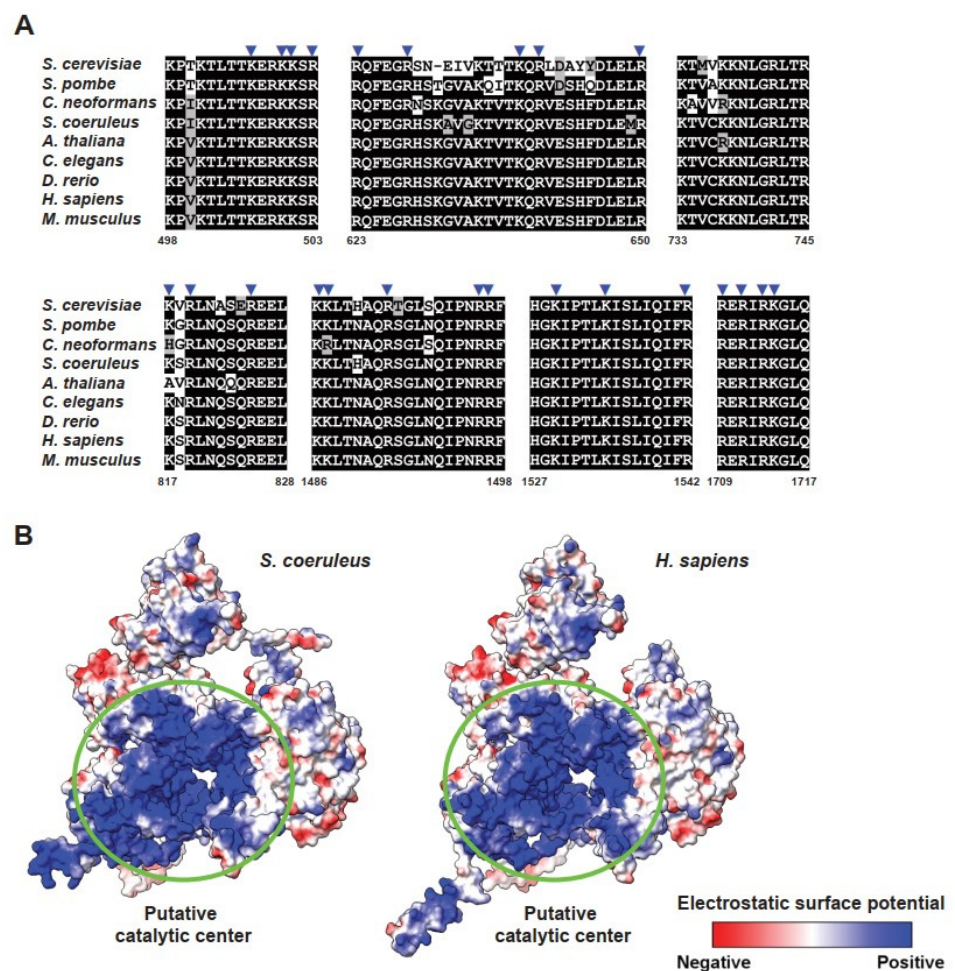 A
S. cerevisiae KPTKTLTTKERKKSR RQFEGRSN-EIVKTTTKQRLDAYYDLELR KTMVKKNLGRLTR
S. pombe KPTKTLTTKERKKSR RQFEGRHSTGVAKQITKQRVDSHQDLELR KTVAKKNLGRLTR
C. neoformans KPIKTLTTKERKKSR RQFEGRNSKGVAKTVTKQRVESHFDLELR KAVVRKNLGRLTR
S. coeruleus KPIKTLTTKERKKSR RQFEGRHSKAVGKTVTKQRVESHFDLEMR KTVCKKNLGRLTR
A. thaliana KPVKTLTTKERKKSR RQFEGRHSKGVAKTVTKQRVESHFDLELR KTVCRKNLGRLTR
C. elegans KPVKTLTTKERKKSR RQFEGRHSKGVAKTVTKQRVESHFDLELR KTVCKKNLGRLTR
D. rerio KPVKTLTTKERKKSR RQFEGRHSKGVAKTVTKQRVESHFDLELR KTVCKKNLGRLTR
H. sapiens KPVKTLTTKERKKSR RQFEGRHSKGVAKTVTKQRVESHFDLELR KTVCKKNLGRLTR
M. musculus KPVKTLTTKERKKSR RQFEGRHSKGVAKTVTKQRVESHFDLELR KTVCKKNLGRLTR
498 503 623 650 733 745
S. cerevisiae KVRLNASEREEL KKLTHAQRTGLSQIPNRRF HGKIPTLKISLIQIFR RERIRKGLQ
S. pombe KGRLNQSQREEL KKLTNAQRSGLNQIPNRRF HGKIPTLKISLIQIFR RERIRKGLQ
C. neoformans HGRLNQSQREEL KRLTNAQRSGLSQIPNRRF HGKIPTLKISLIQIFR RERIRKGLQ
S. coeruleus KSRLNQSQREEL KKLTHAQRSGLNQIPNRRF HGKIPTLKISLIQIFR RERIRKGLQ
A. thaliana AVRLNQQQREEL KKLTNAQRSGLNQIPNRRF HGKIPTLKISLIQIFR RERIRKGLQ
C. elegans KNRLNQSQREEL KKLTNAQRSGLNQIPNRRF HGKIPTLKISLIQIFR RERIRKGLQ
D. rerio KSRLNQSQREEL KKLTNAQRSGLNQIPNRRF HGKIPTLKISLIQIFR RERIRKGLQ
H. sapiens KSRLNQSQREEL KKLTNAQRSGLNQIPNRRF HGKIPTLKISLIQIFR RERIRKGLQ
M. musculus KSRLNQSQREEL KKLTNAQRSGLNQIPNRRF HGKIPTLKISLIQIFR RERIRKGLQ
817 828 1486 1498 1527 1542 1709 1717
B
S. coeruleus
H. sapiens
Putative
catalytic center
Putative
catalytic center
Electrostatic surface potential
Negative Positive